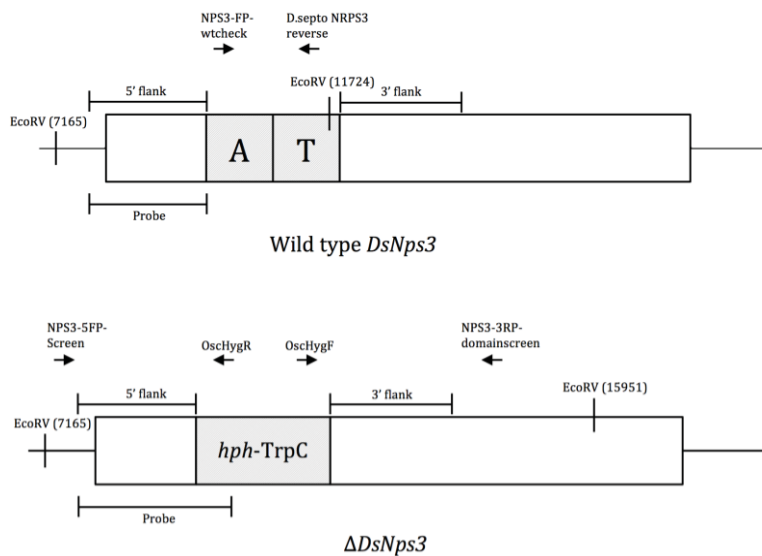 NPS3-FP-
wtcheck
D.septo NRPS3
reverse
EcoRV (11724)
5’ flank
3’ flank
EcoRV (7165)
A
T
Probe
Wild type DsNps3
NPS3-5FP-
Screen
OscHygR
OscHygF
NPS3-3RP-
domainscreen
5’ flank
3’ flank
EcoRV (15951)
EcoRV (7165)
hph-TrpC
Probe
ΔDsNps3